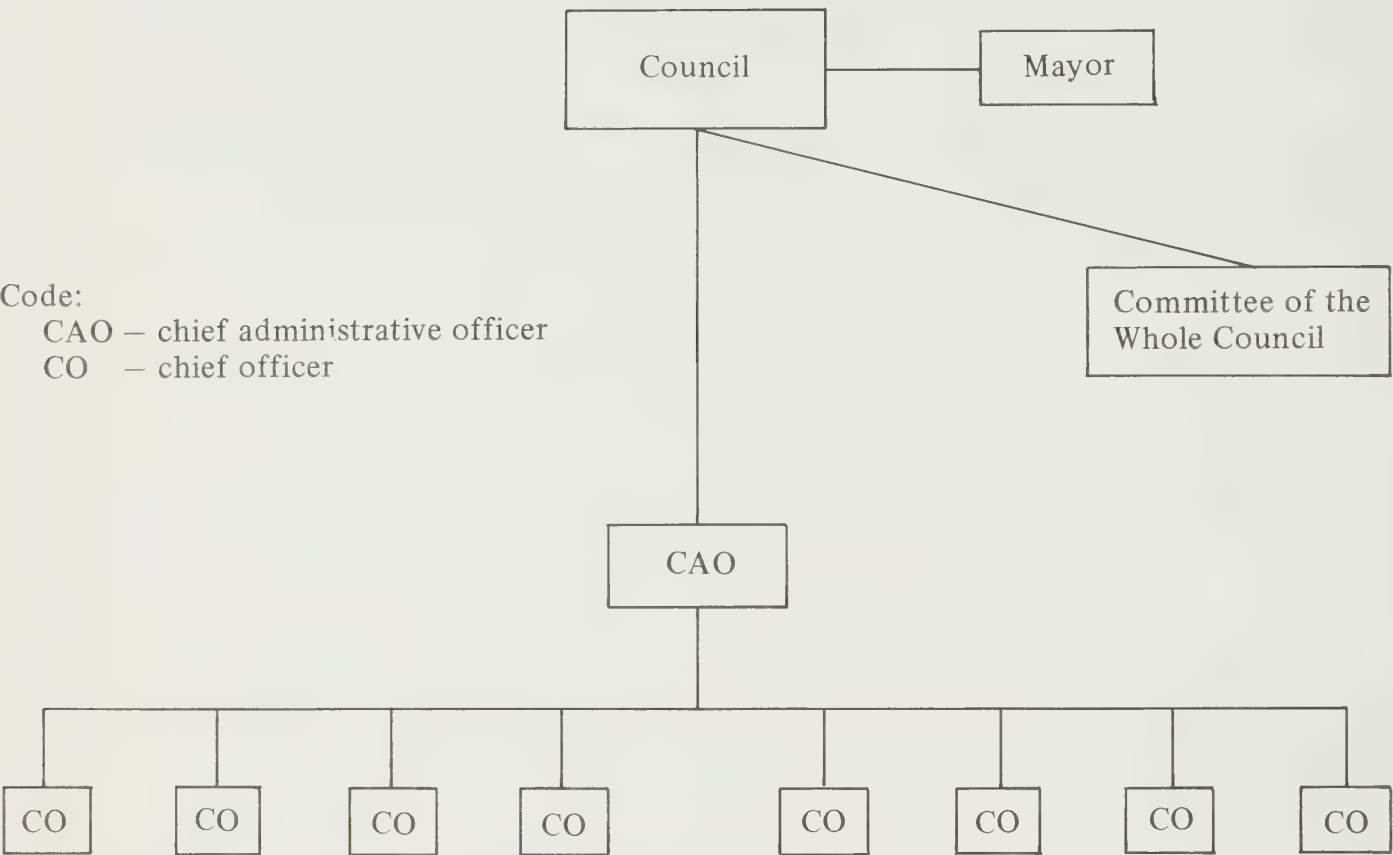 Council
Mayor
Code:
CAO – chief administrative officer
CO – chief officer
Committee of the
Whole Council
CAO
CO CO CO CO CO CO CO CO